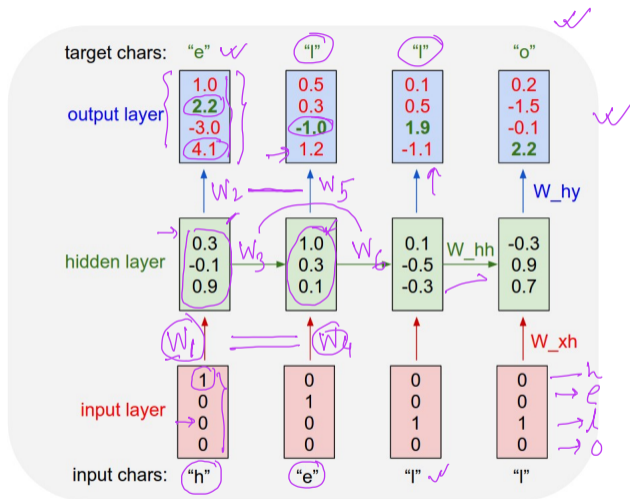 target chars: "e" "l" "l" "o"
1.0 0.5 0.1 0.2
output layer 2.2 0.3 0.5 -1.5
-3.0 -1.0 1.9 -0.1
4.1 1.2 -1.1 2.2
W2 W5 W_hy
W3 W6 W_hh
0.3 1.0 0.1 -0.3
hidden layer -0.1 0.3 -0.5 0.9
0.9 0.1 -0.3 0.7
W1 W4 W_xh
1 0 0 0 h
input layer 0 1 0 0 e
0 0 1 1 l
0 0 0 0 o
input chars: "h" "e" "l" "l"